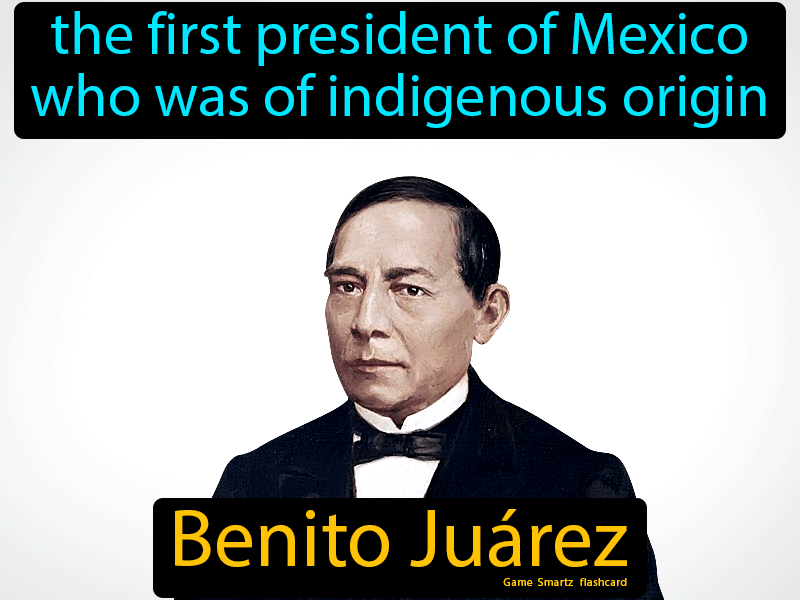 the first president of Mexico
who was of indigenous origin
Benito Juárez
Game Smartz flashcard